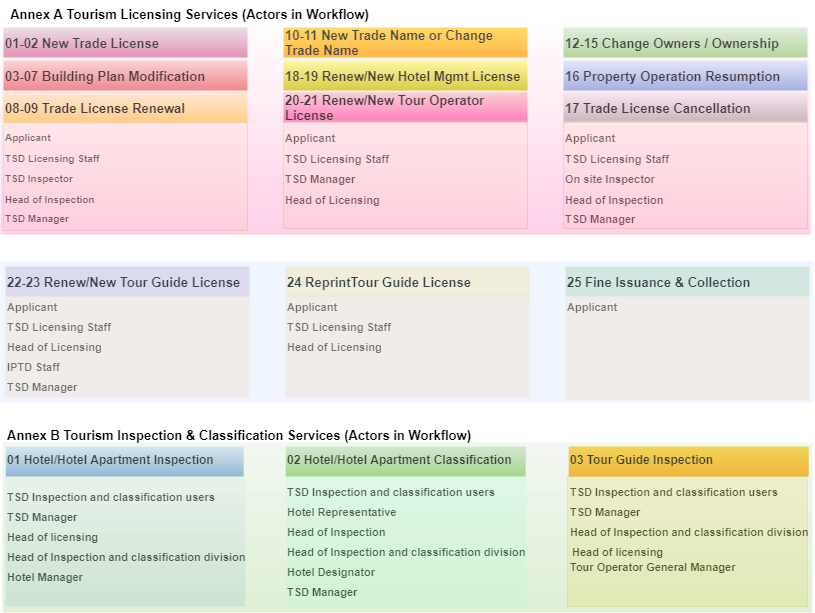 Annex A Tourism Licensing Services (Actors in Workflow)
01-02 New Trade License
03-07 Building Plan Modification
08-09 Trade License Renewal
Applicant
TSD Licensing Staff
TSD Inspector
Head of Inspection
TSD Manager
10-11 New Trade Name or Change
Trade Name
18-19 Renew/New Hotel Mgmt License
20-21 Renew/New Tour Operator
License
Applicant
TSD Licensing Staff
TSD Manager
Head of Licensing
12-15 Change Owners / Ownership
16 Property Operation Resumption
17 Trade License Cancellation
Applicant
TSD Licensing Staff
On site Inspector
Head of Inspection
TSD Manager
22-23 Renew/New Tour Guide License
Applicant
TSD Licensing Staff
Head of Licensing
IPTD Staff
TSD Manager
24 ReprintTour Guide License
Applicant
TSD Licensing Staff
Head of Licensing
25 Fine Issuance & Collection
Applicant
Annex B Tourism Inspection & Classification Services (Actors in Workflow)
01 Hotel/Hotel Apartment Inspection
TSD Inspection and classification users
TSD Manager
Head of licensing
Head of Inspection and classification division
Hotel Manager
02 Hotel/Hotel Apartment Classification
TSD Inspection and classification users
Hotel Representative
Head of Inspection
Head of Inspection and classification division
Hotel Designator
TSD Manager
03 Tour Guide Inspection
TSD Inspection and classification users
TSD Manager
Head of Inspection and classification division
Head of licensing
Tour Operator General Manager